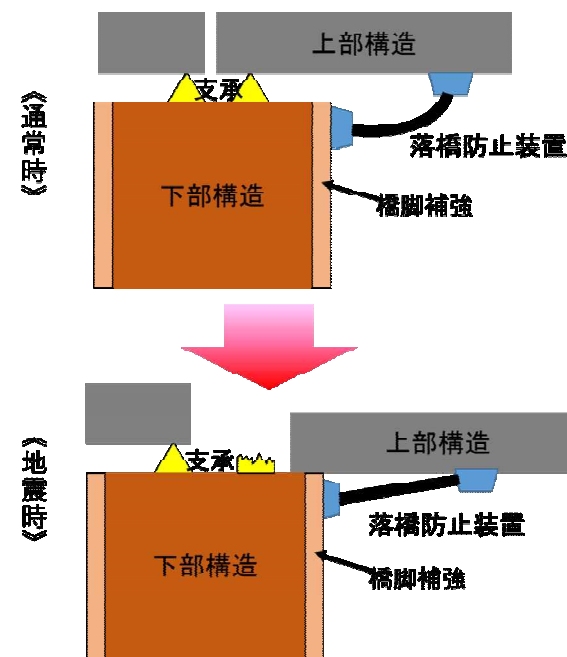 上部構造
支承
《通常時》
落橋防止装置
下部構造
橋脚補強
上部構造
《地震時》
支承
落橋防止装置
下部構造
橋脚補強